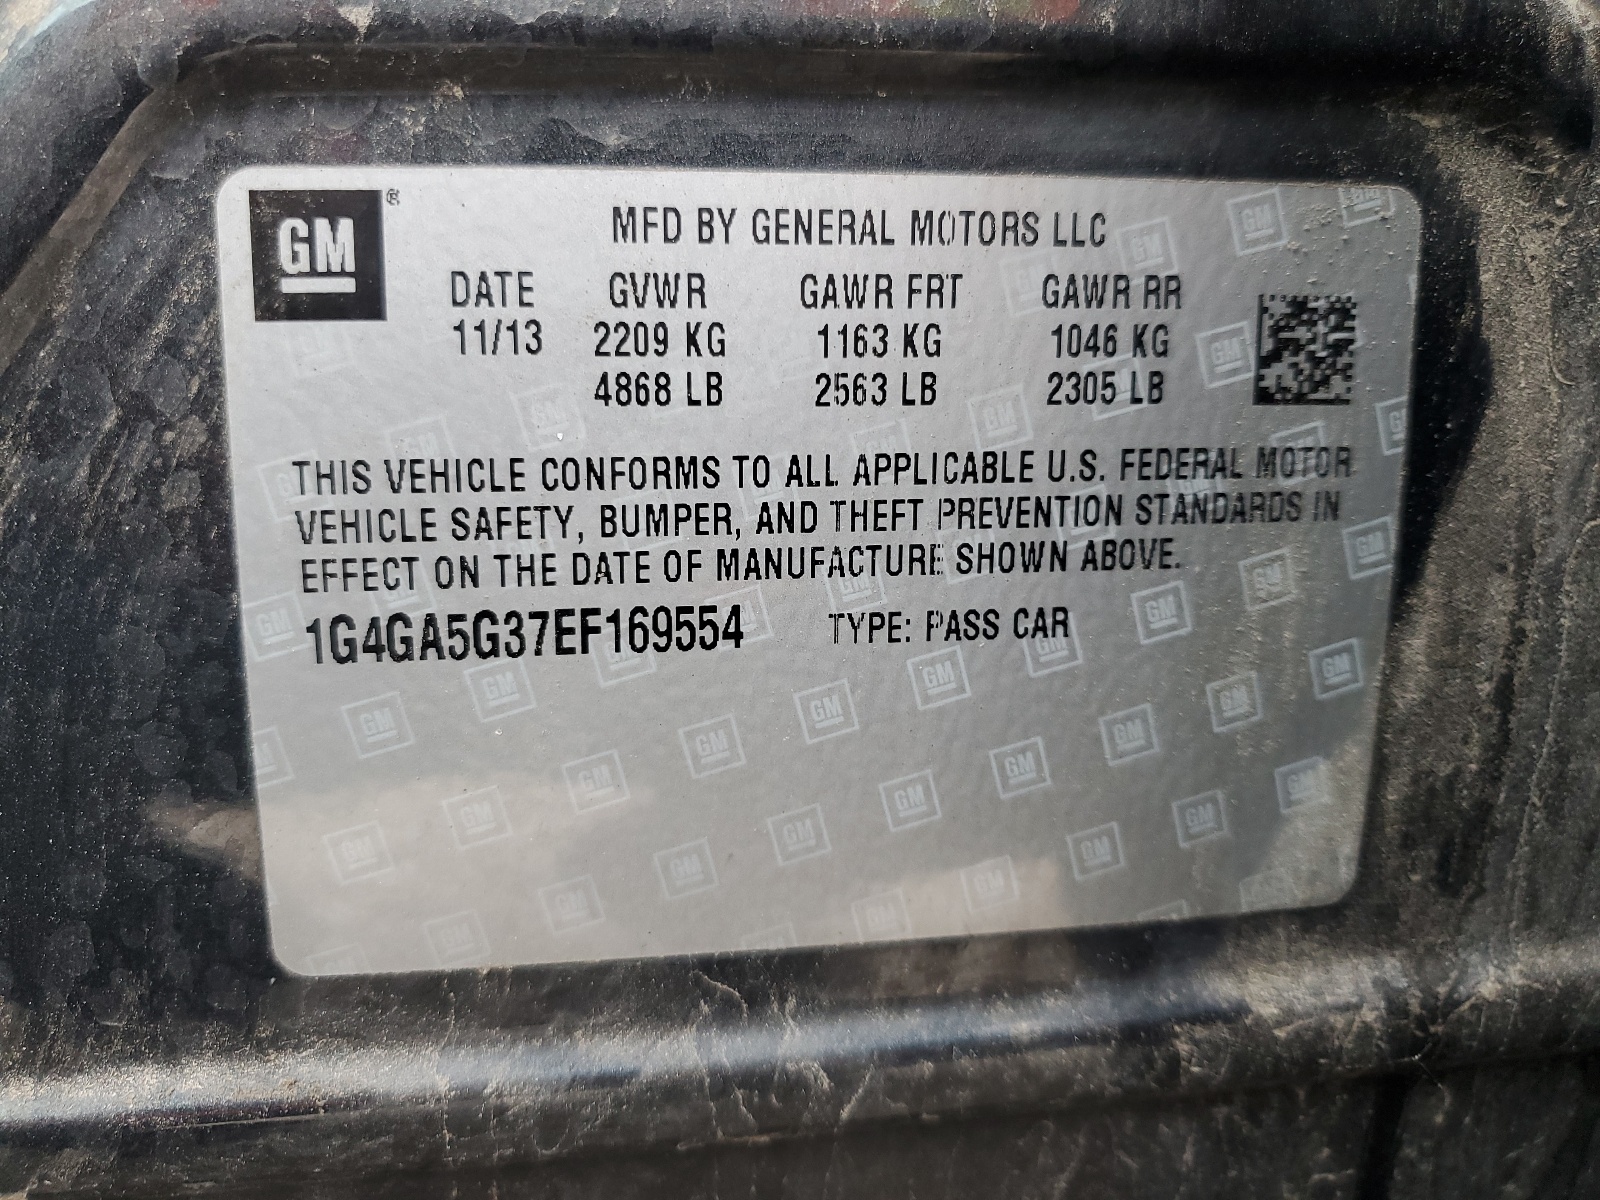 GM ®
MFD BY GENERAL MOTORS LLC
DATE GVWR GAWR FRT GAWR RR
11/13 2209 KG 1163 KG 1046 KG
4868 LB 2563 LB 2305 LB
THIS VEHICLE CONFORMS TO ALL APPLICABLE U.S. FEDERAL MOTOR
VEHICLE SAFETY, BUMPER, AND THEFT PREVENTION STANDARDS IN
EFFECT ON THE DATE OF MANUFACTURE SHOWN ABOVE.
1G4GA5G37EF169554 TYPE: PASS CAR